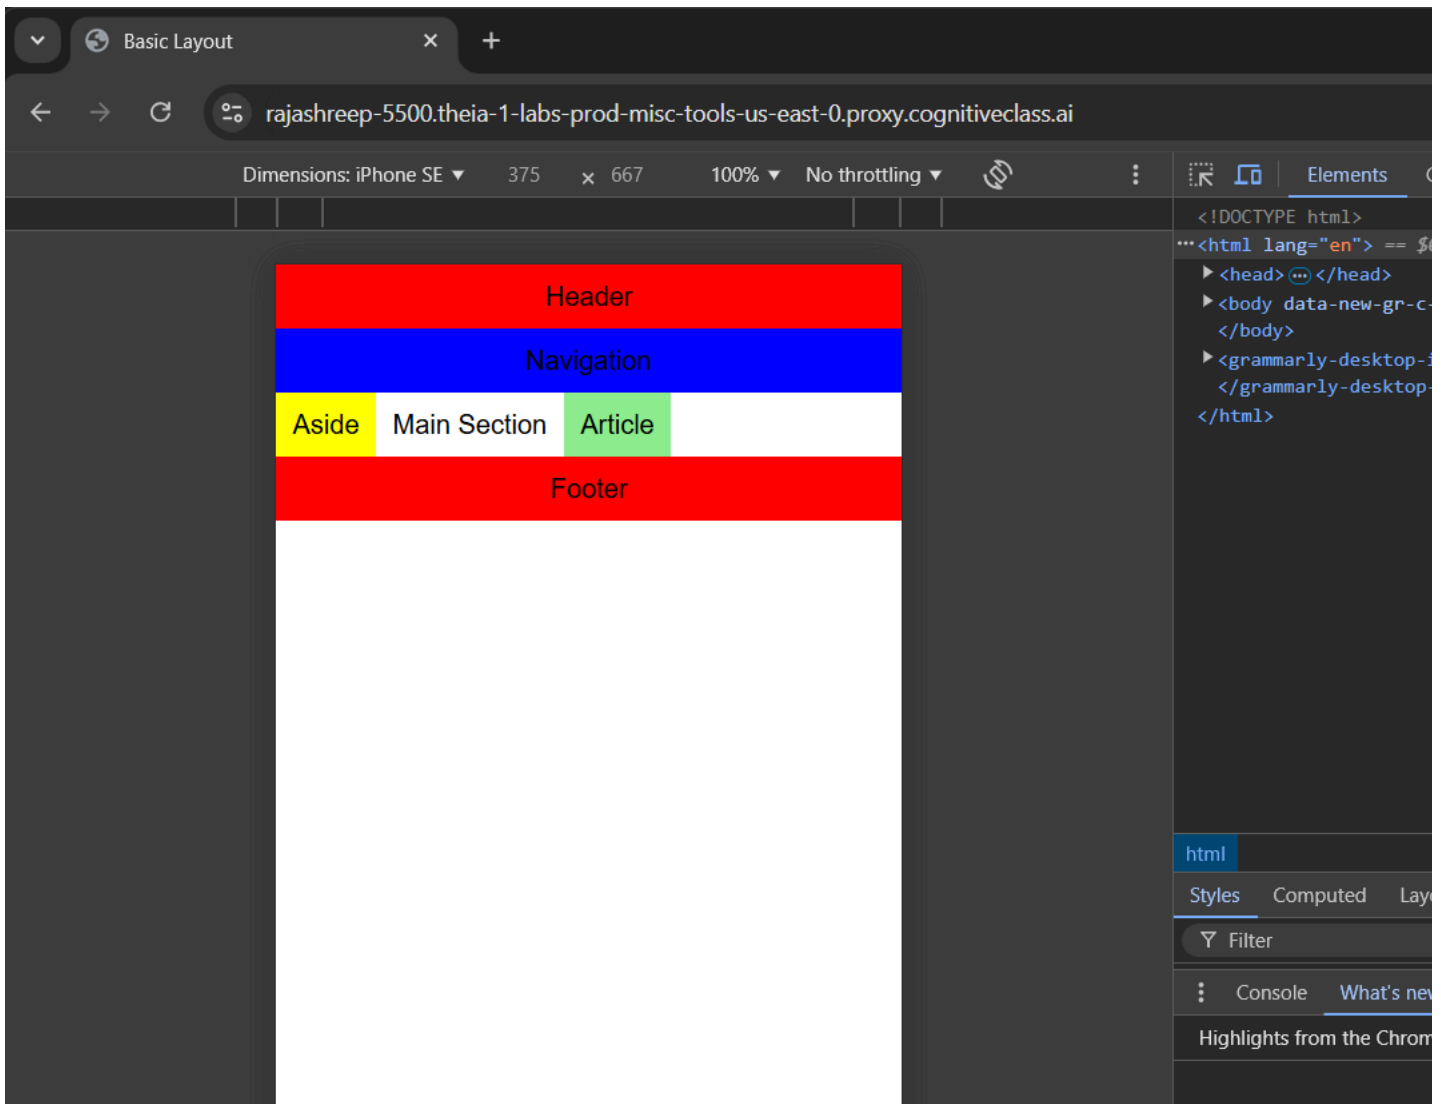 Basic Layout
rajashreep-5500.theia-1-labs-prod-misc-tools-us-east-0.proxy.cognitiveclass.ai
Dimensions: iPhone SE ▼ 375 × 667 100% ▼ No throttling ▼
Elements
Header
Navigation
Aside Main Section Article
Footer
<!DOCTYPE html>
<html lang="en"> == $
<head> … </head>
<body data-new-gr-c-
</body>
<grammarly-desktop-i
</grammarly-desktop-
</html>
html
Styles Computed Lay
Filter
Console What's new
Highlights from the Chrom